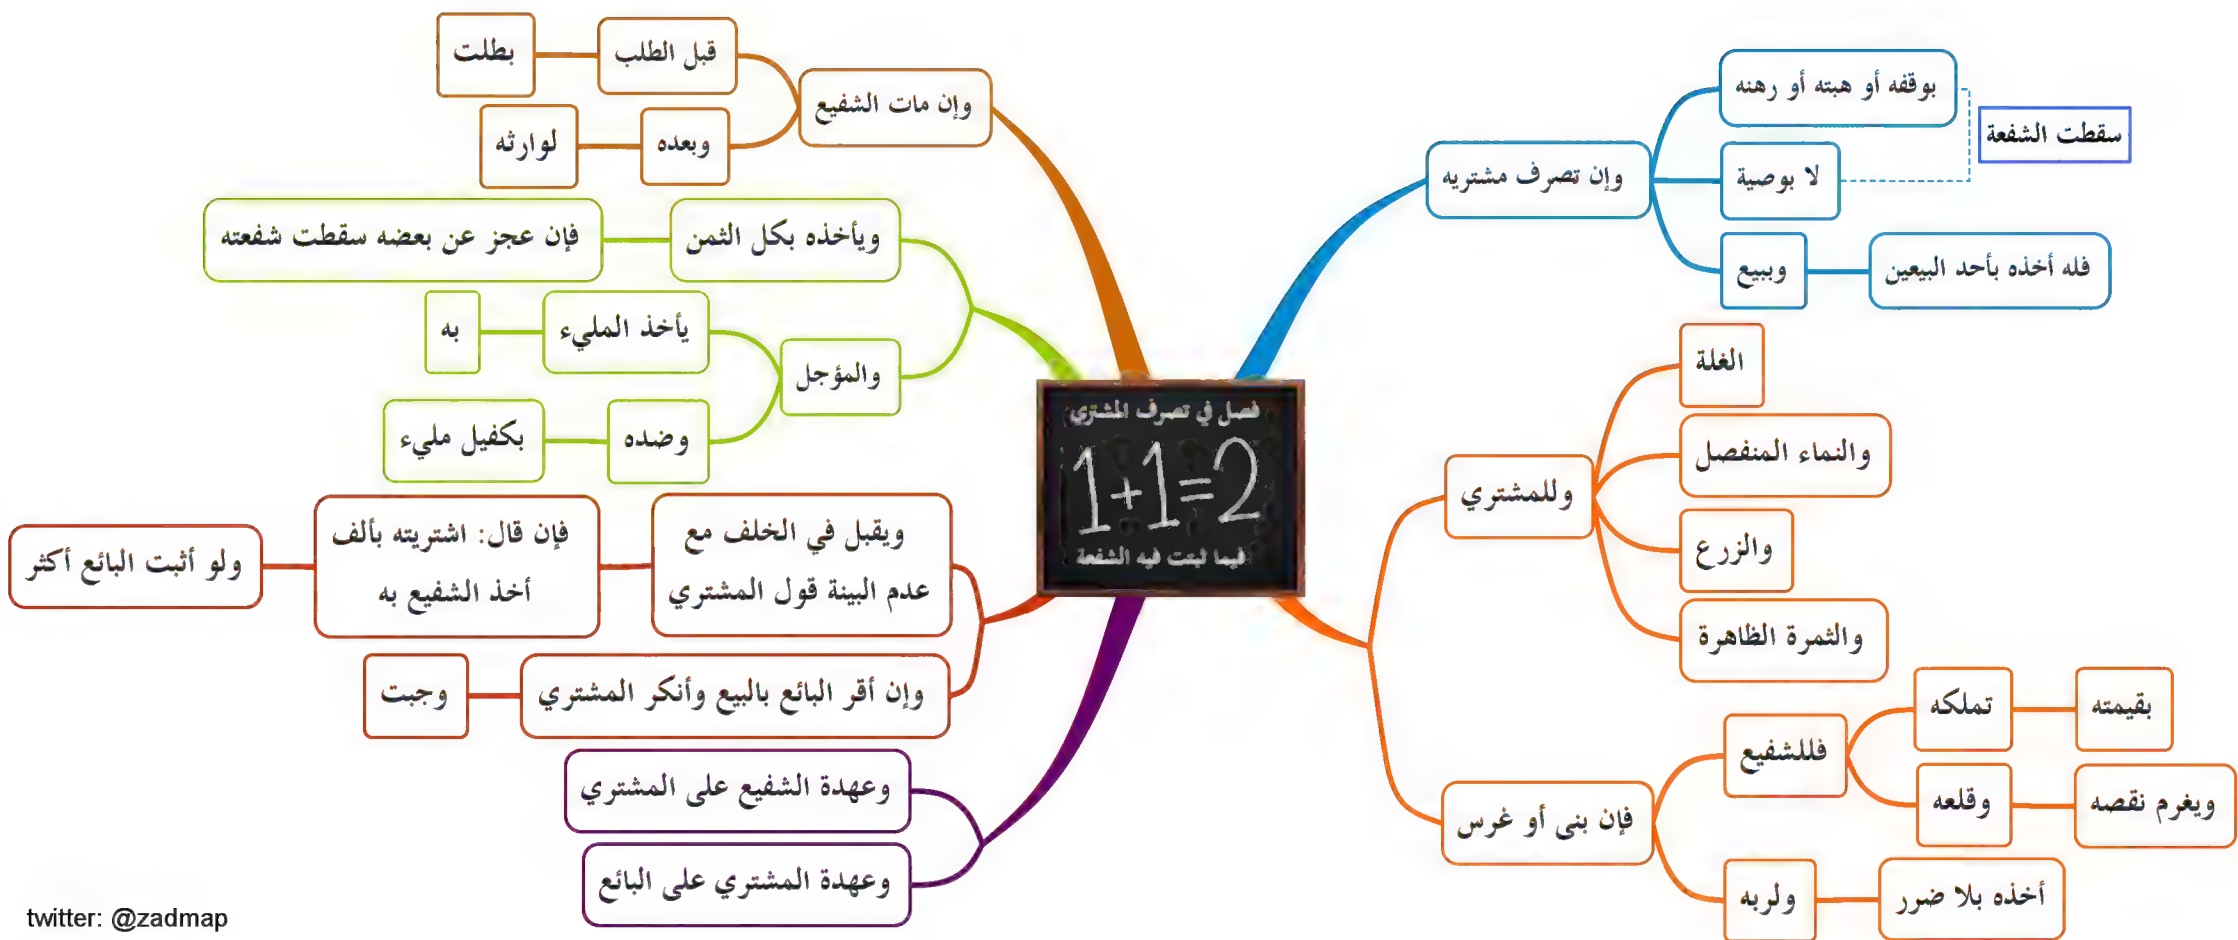 فصل في تصرف المشتري
1+1=2
فيما ثبتت فيه الشفعة
وإن تصرف مشتريه
بوقفه أو هبته أو رهنه
لا بوصية
سقطت الشفعة
وببيع
فله أخذه بأحد البيعين
وللمشتري
الغلة
والنماء المنفصل
والزرع
والثمرة الظاهرة
فإن بنى أو غرس
فللشفيع
تملكه
بقيمته
وقلعه
ويغرم نقصه
ولربه
أخذه بلا ضرر
وإن مات الشفيع
قبل الطلب
بطلت
وبعده
لوارثه
ويأخذه بكل الثمن
فإن عجز عن بعضه سقطت شفعته
والمؤجل
يأخذ المليء
به
وضده
بكفيل مليء
ويقبل في الخلف مع
عدم البينة قول المشتري
فإن قال: اشتريته بألف
أخذ الشفيع به
ولو أثبت البائع أكثر
وإن أقر البائع بالبيع وأنكر المشتري
وجبت
وعهدة الشفيع على المشتري
وعهدة المشتري على البائع
twitter: @zadmap